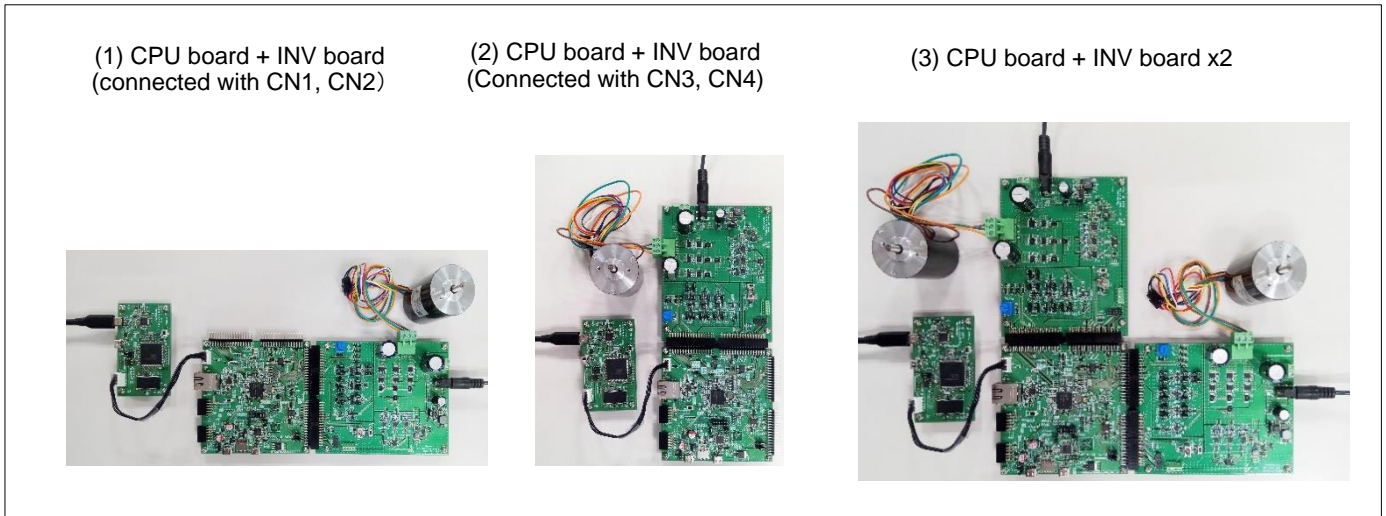 (1) CPU board + INV board
(connected with CN1, CN2）
(2) CPU board + INV board
(Connected with CN3, CN4)
(3) CPU board + INV board x2